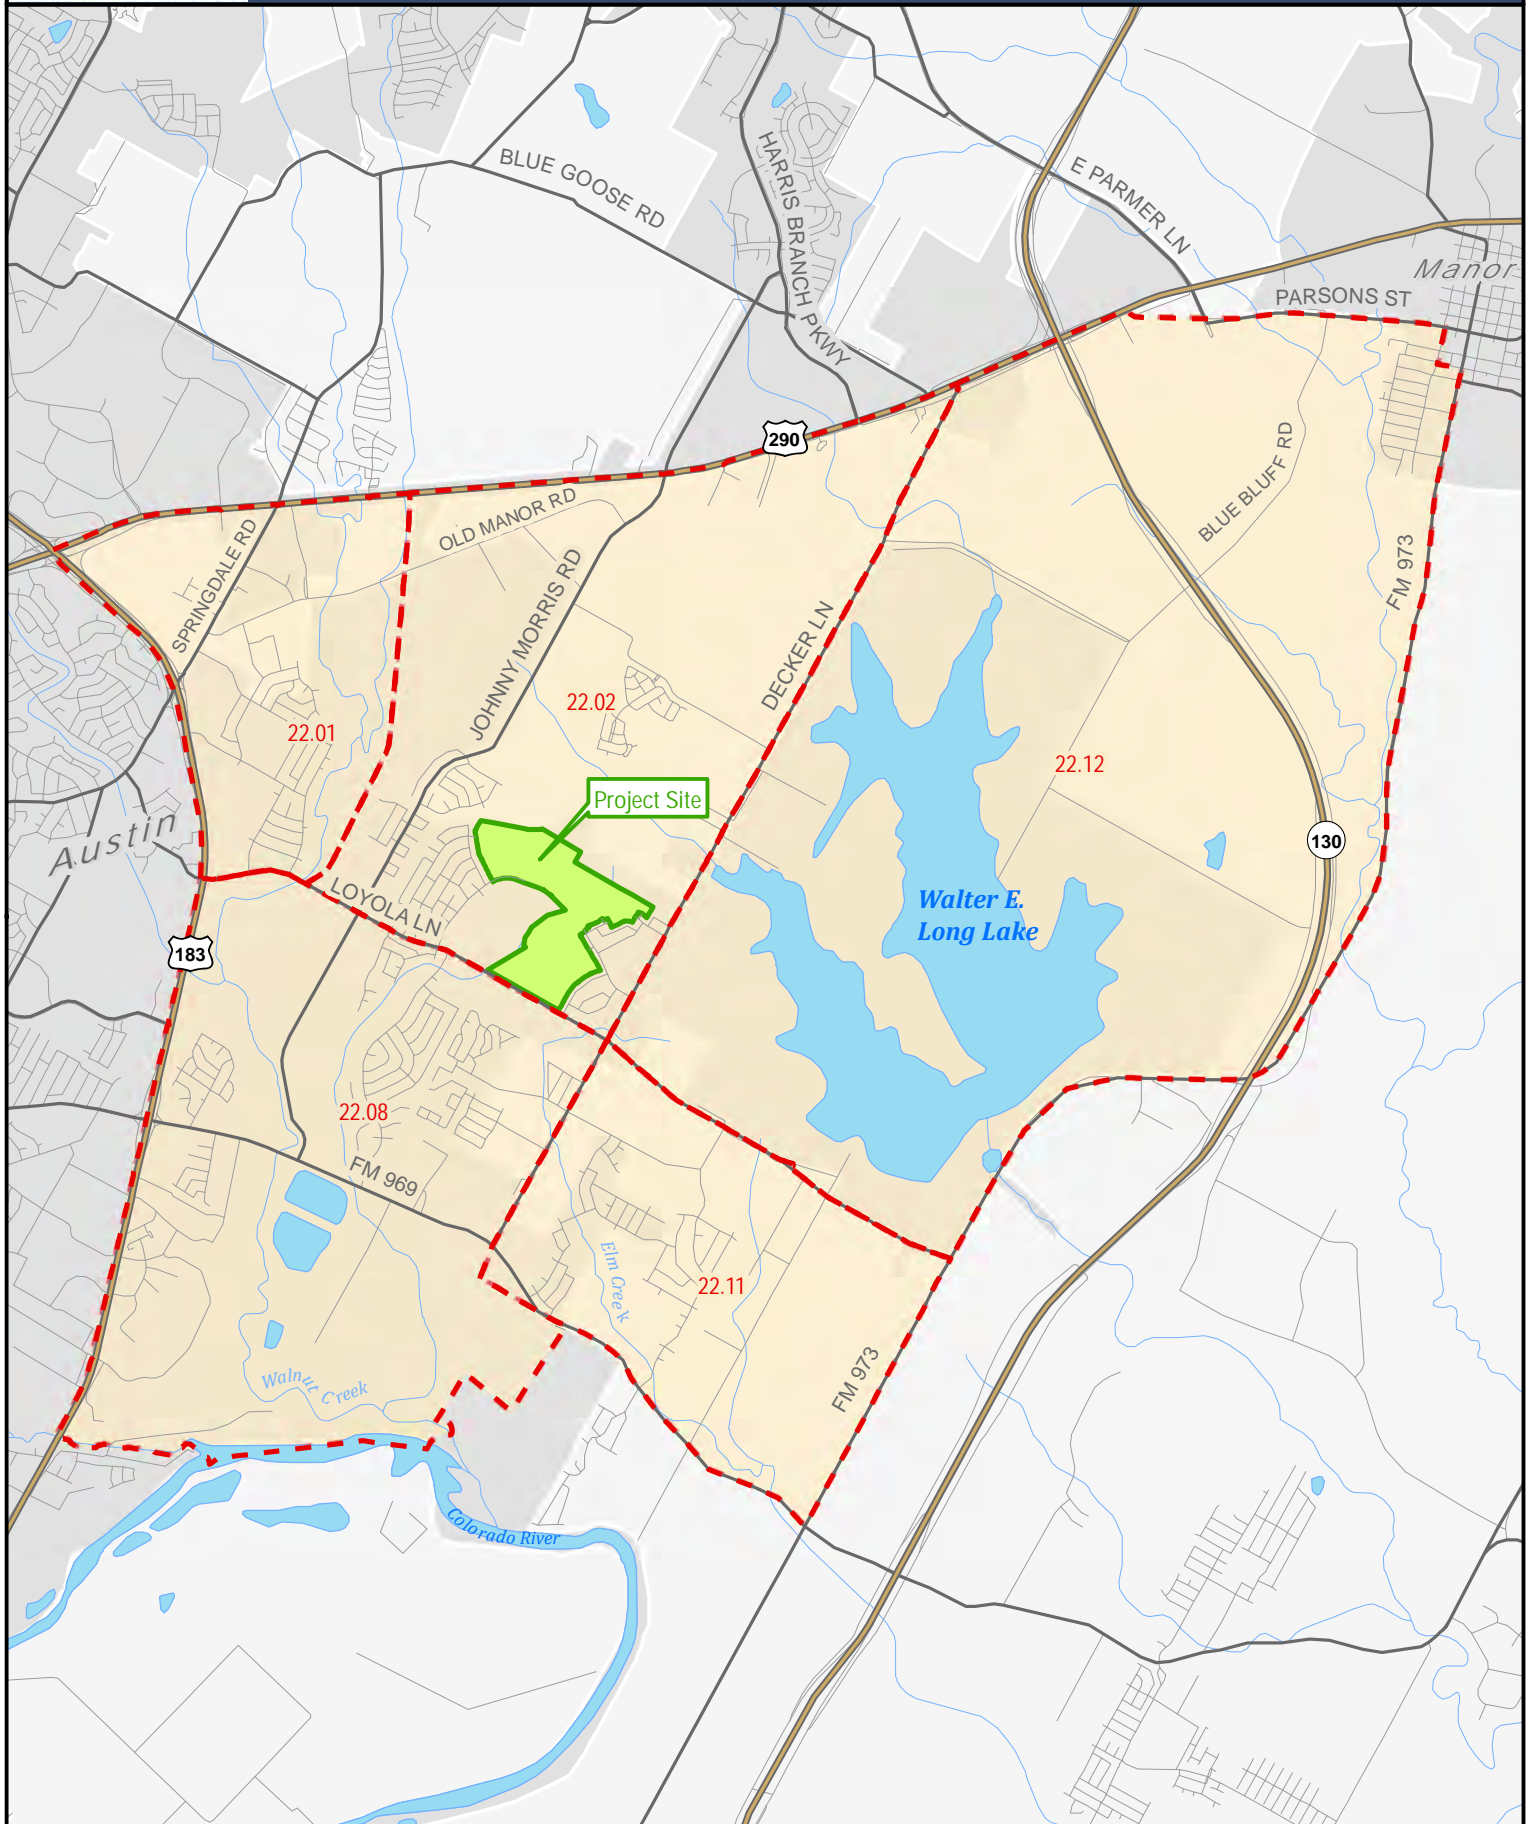 BLUE GOOSE RD
HARRIS BRANCH PKWY
E PARMER LN
Manor
PARSONS ST
290
OLD MANOR RD
SPRINGDALE RD
BLUE BLUFF RD
FM 973
JOHNNY MORRIS RD
DECKER LN
22.02
22.01
22.12
Project Site
Austin
130
LOYOLA LN
Walter E.
Long Lake
183
22.08
FM 969
Elm Creek
22.11
FM 973
Walnut Creek
Colorado River